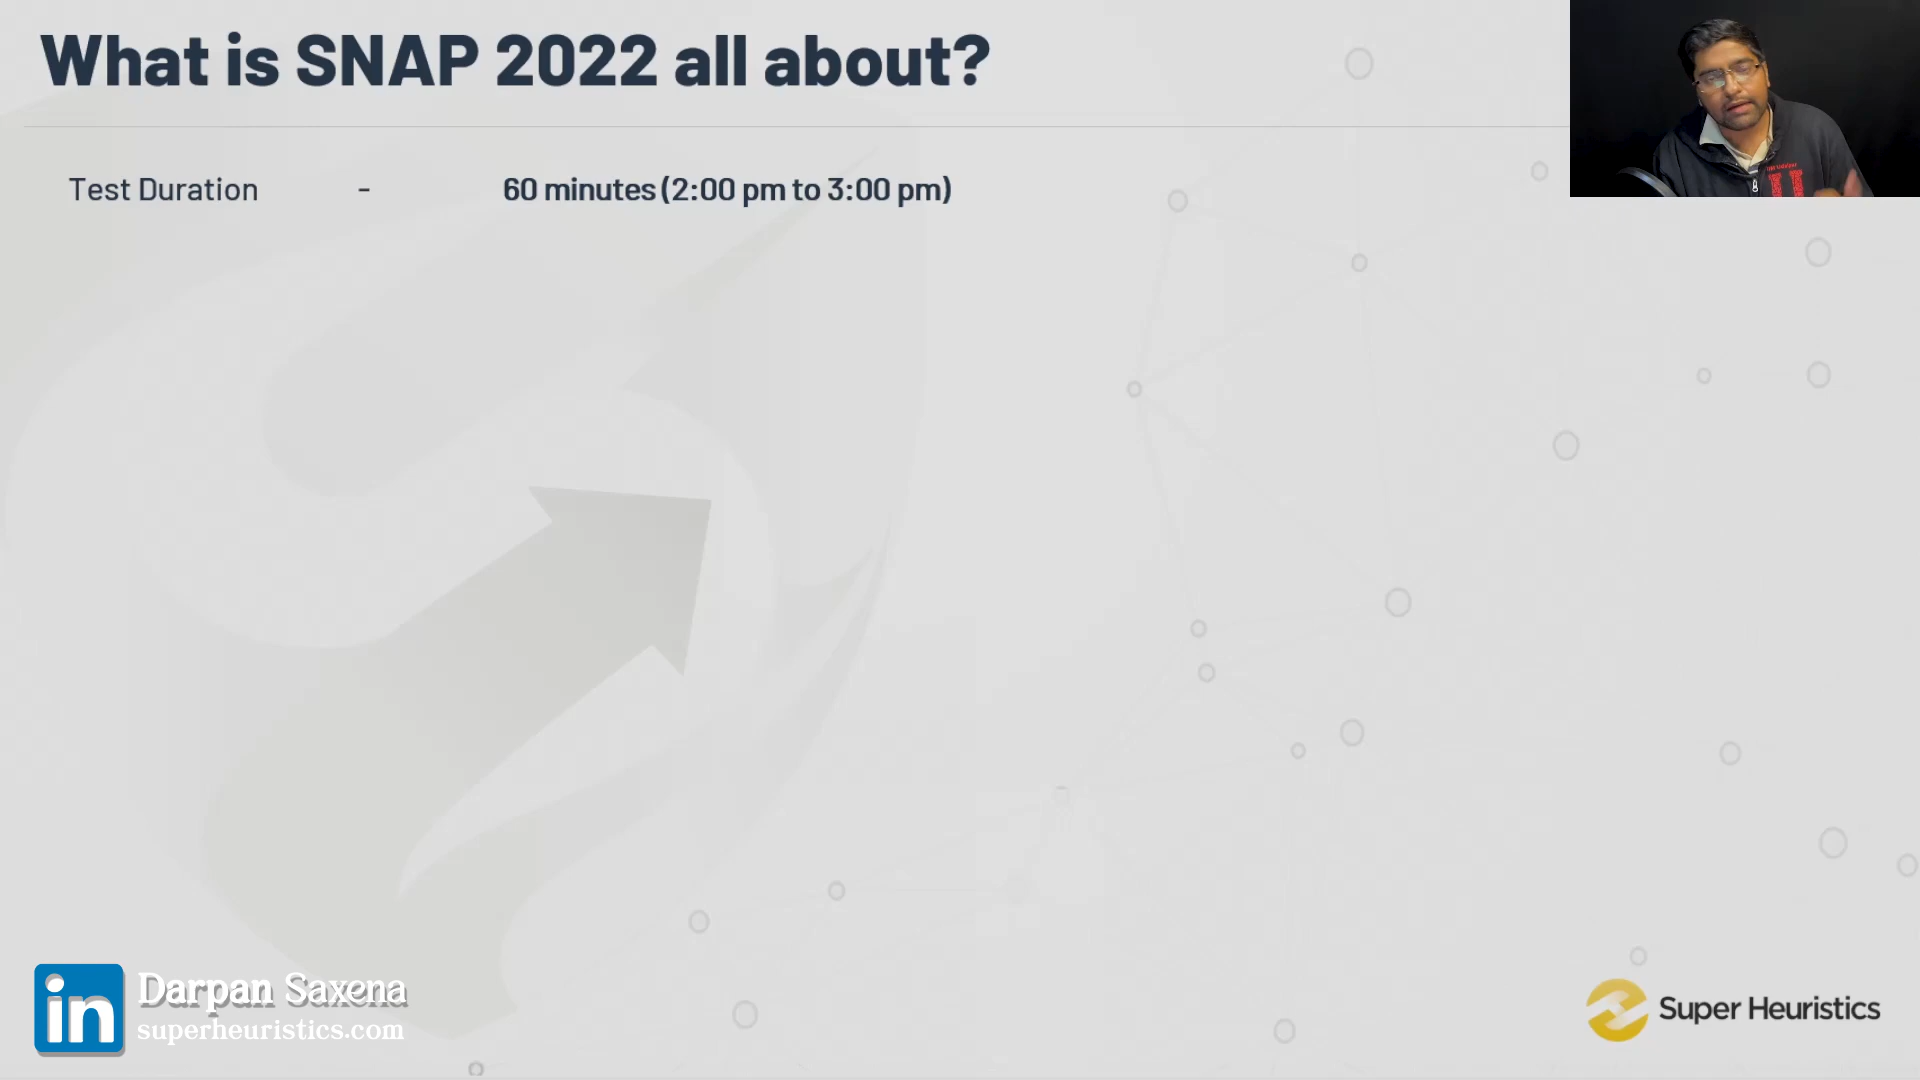 What is SNAP 2022 all about?
Test Duration - 60 minutes (2:00 pm to 3:00 pm)
in Darpan Saxena
superheuristics.com
Super Heuristics